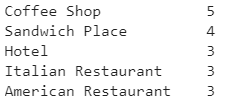 Coffee Shop 5
Sandwich Place 4
Hotel 3
Italian Restaurant 3
American Restaurant 3